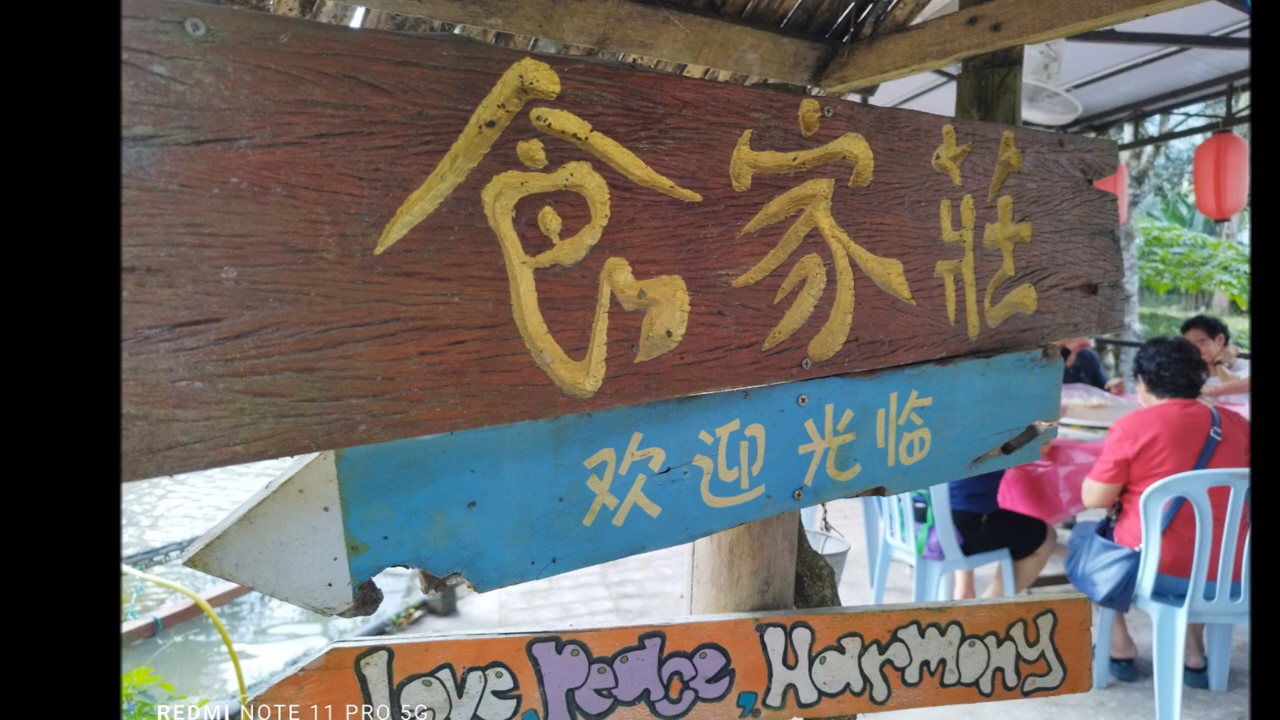 食家莊
欢迎光临
Love, Peace, Harmony
REDMI NOTE 11 PRO 5G